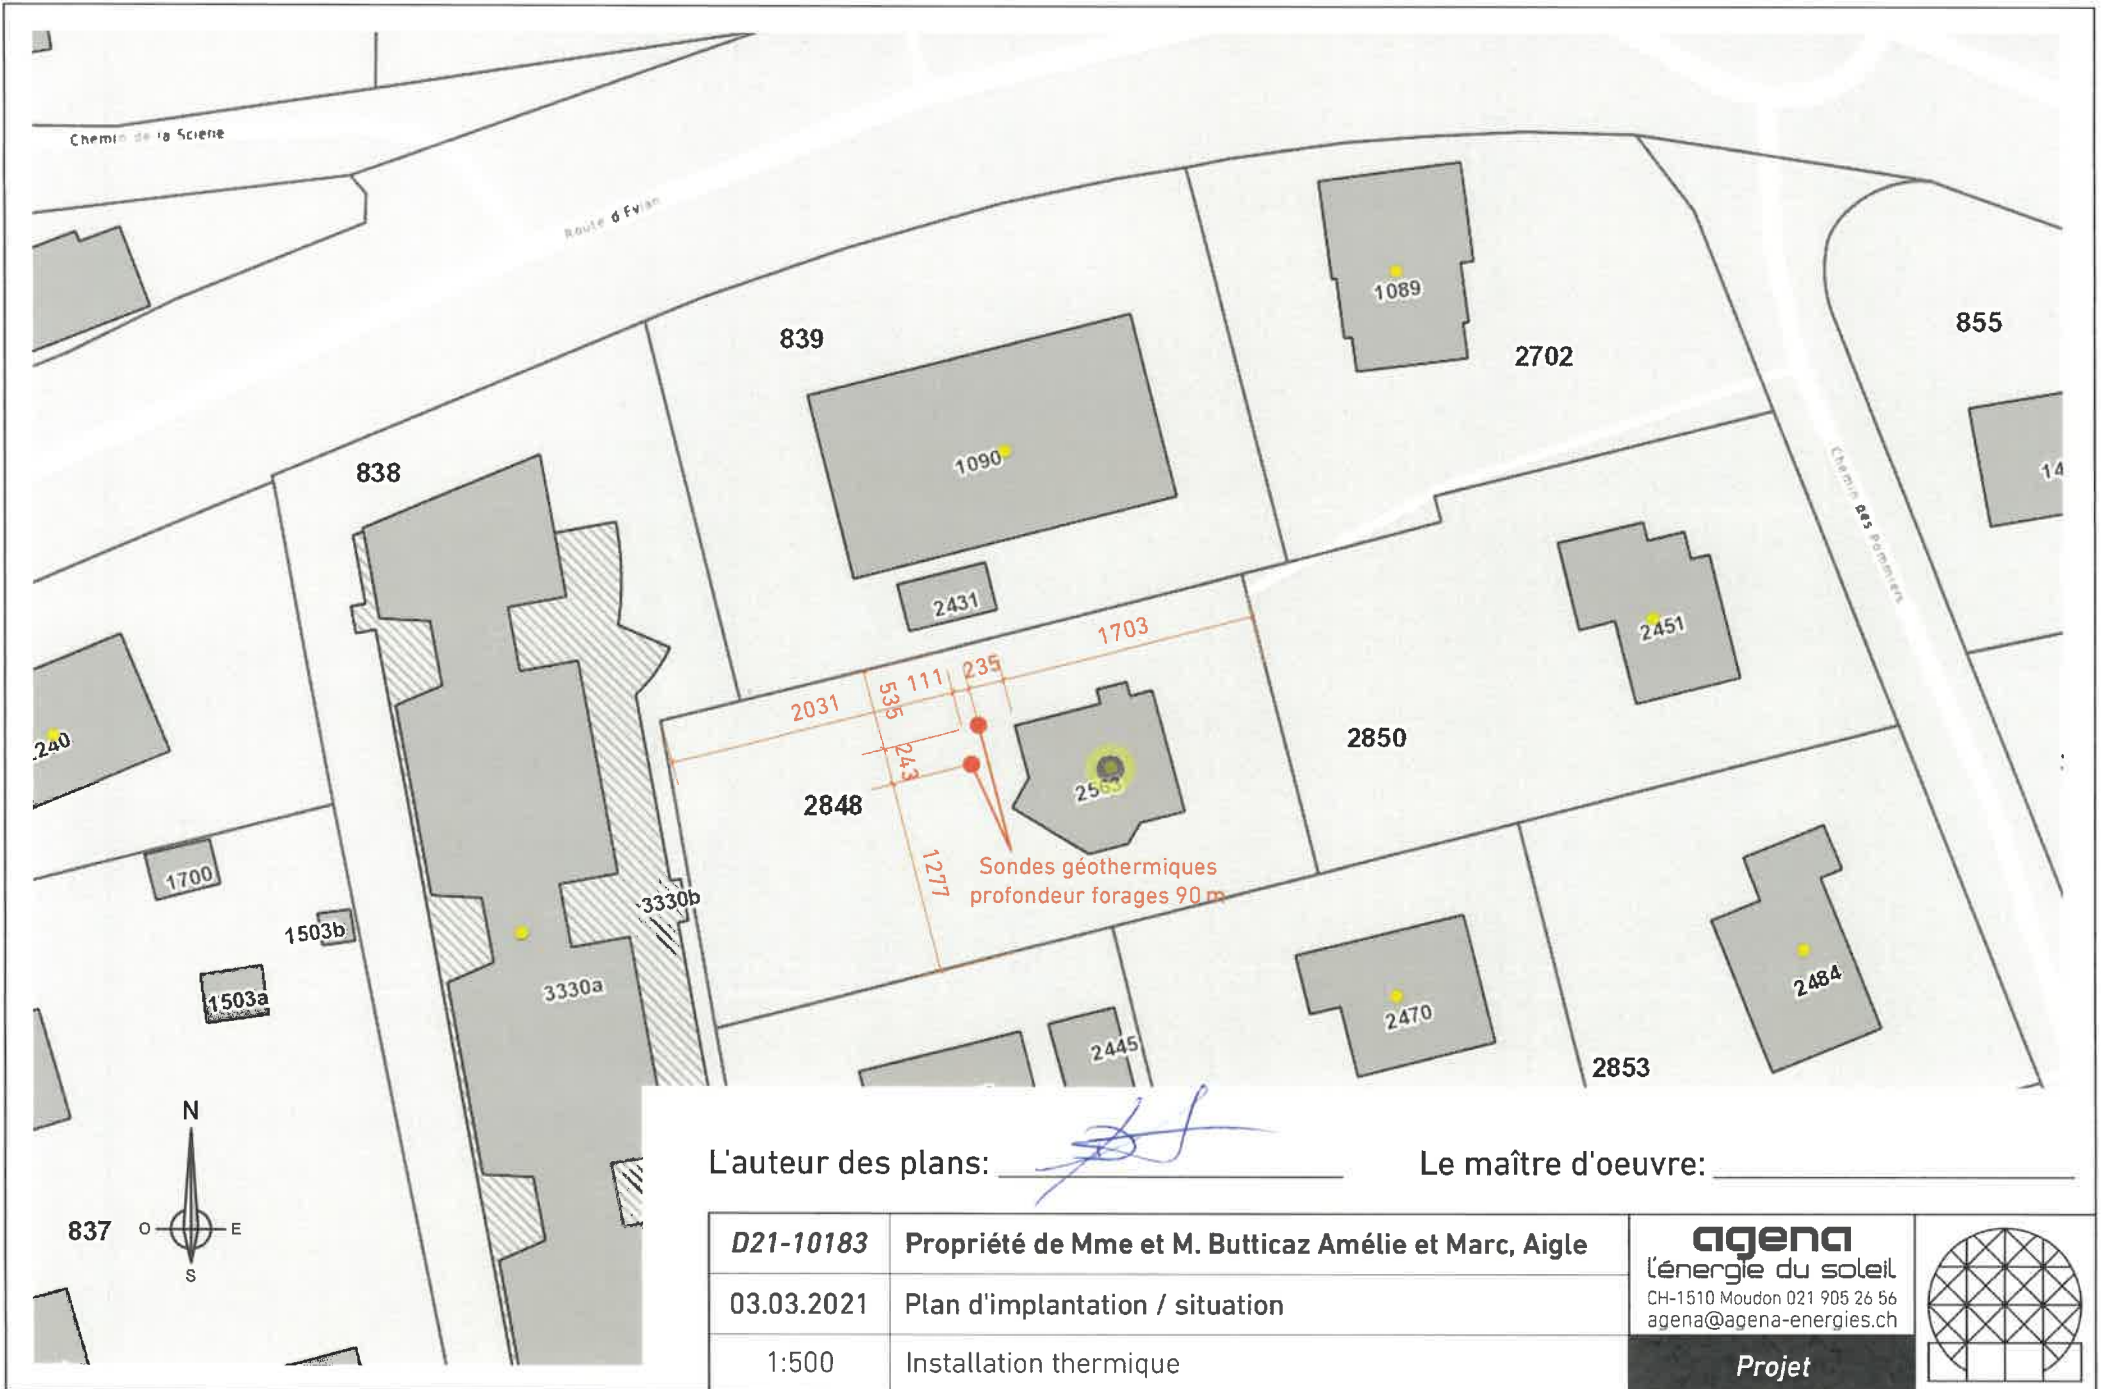 Chemin de la Scierie
Route d'Evian
1089
839
855
2702
1090
14
838
Chemin des Pommiers
2431
1703
2451
235
111
535
2031
2850
240
243
2563
2848
1277
Sondes géothermiques
profondeur forages 90 m
1700
3330b
1503b
2484
3330a
1503a
2470
2445
2853
N
L'auteur des plans:
Le maître d'oeuvre:
837
O
E
S
D21-10183
Propriété de Mme et M. Butticaz Amélie et Marc, Aigle
03.03.2021
Plan d'implantation / situation
1:500
Installation thermique
agena
l'énergie du soleil
CH-1510 Moudon 021 905 26 56
agena@agena-energies.ch
Projet